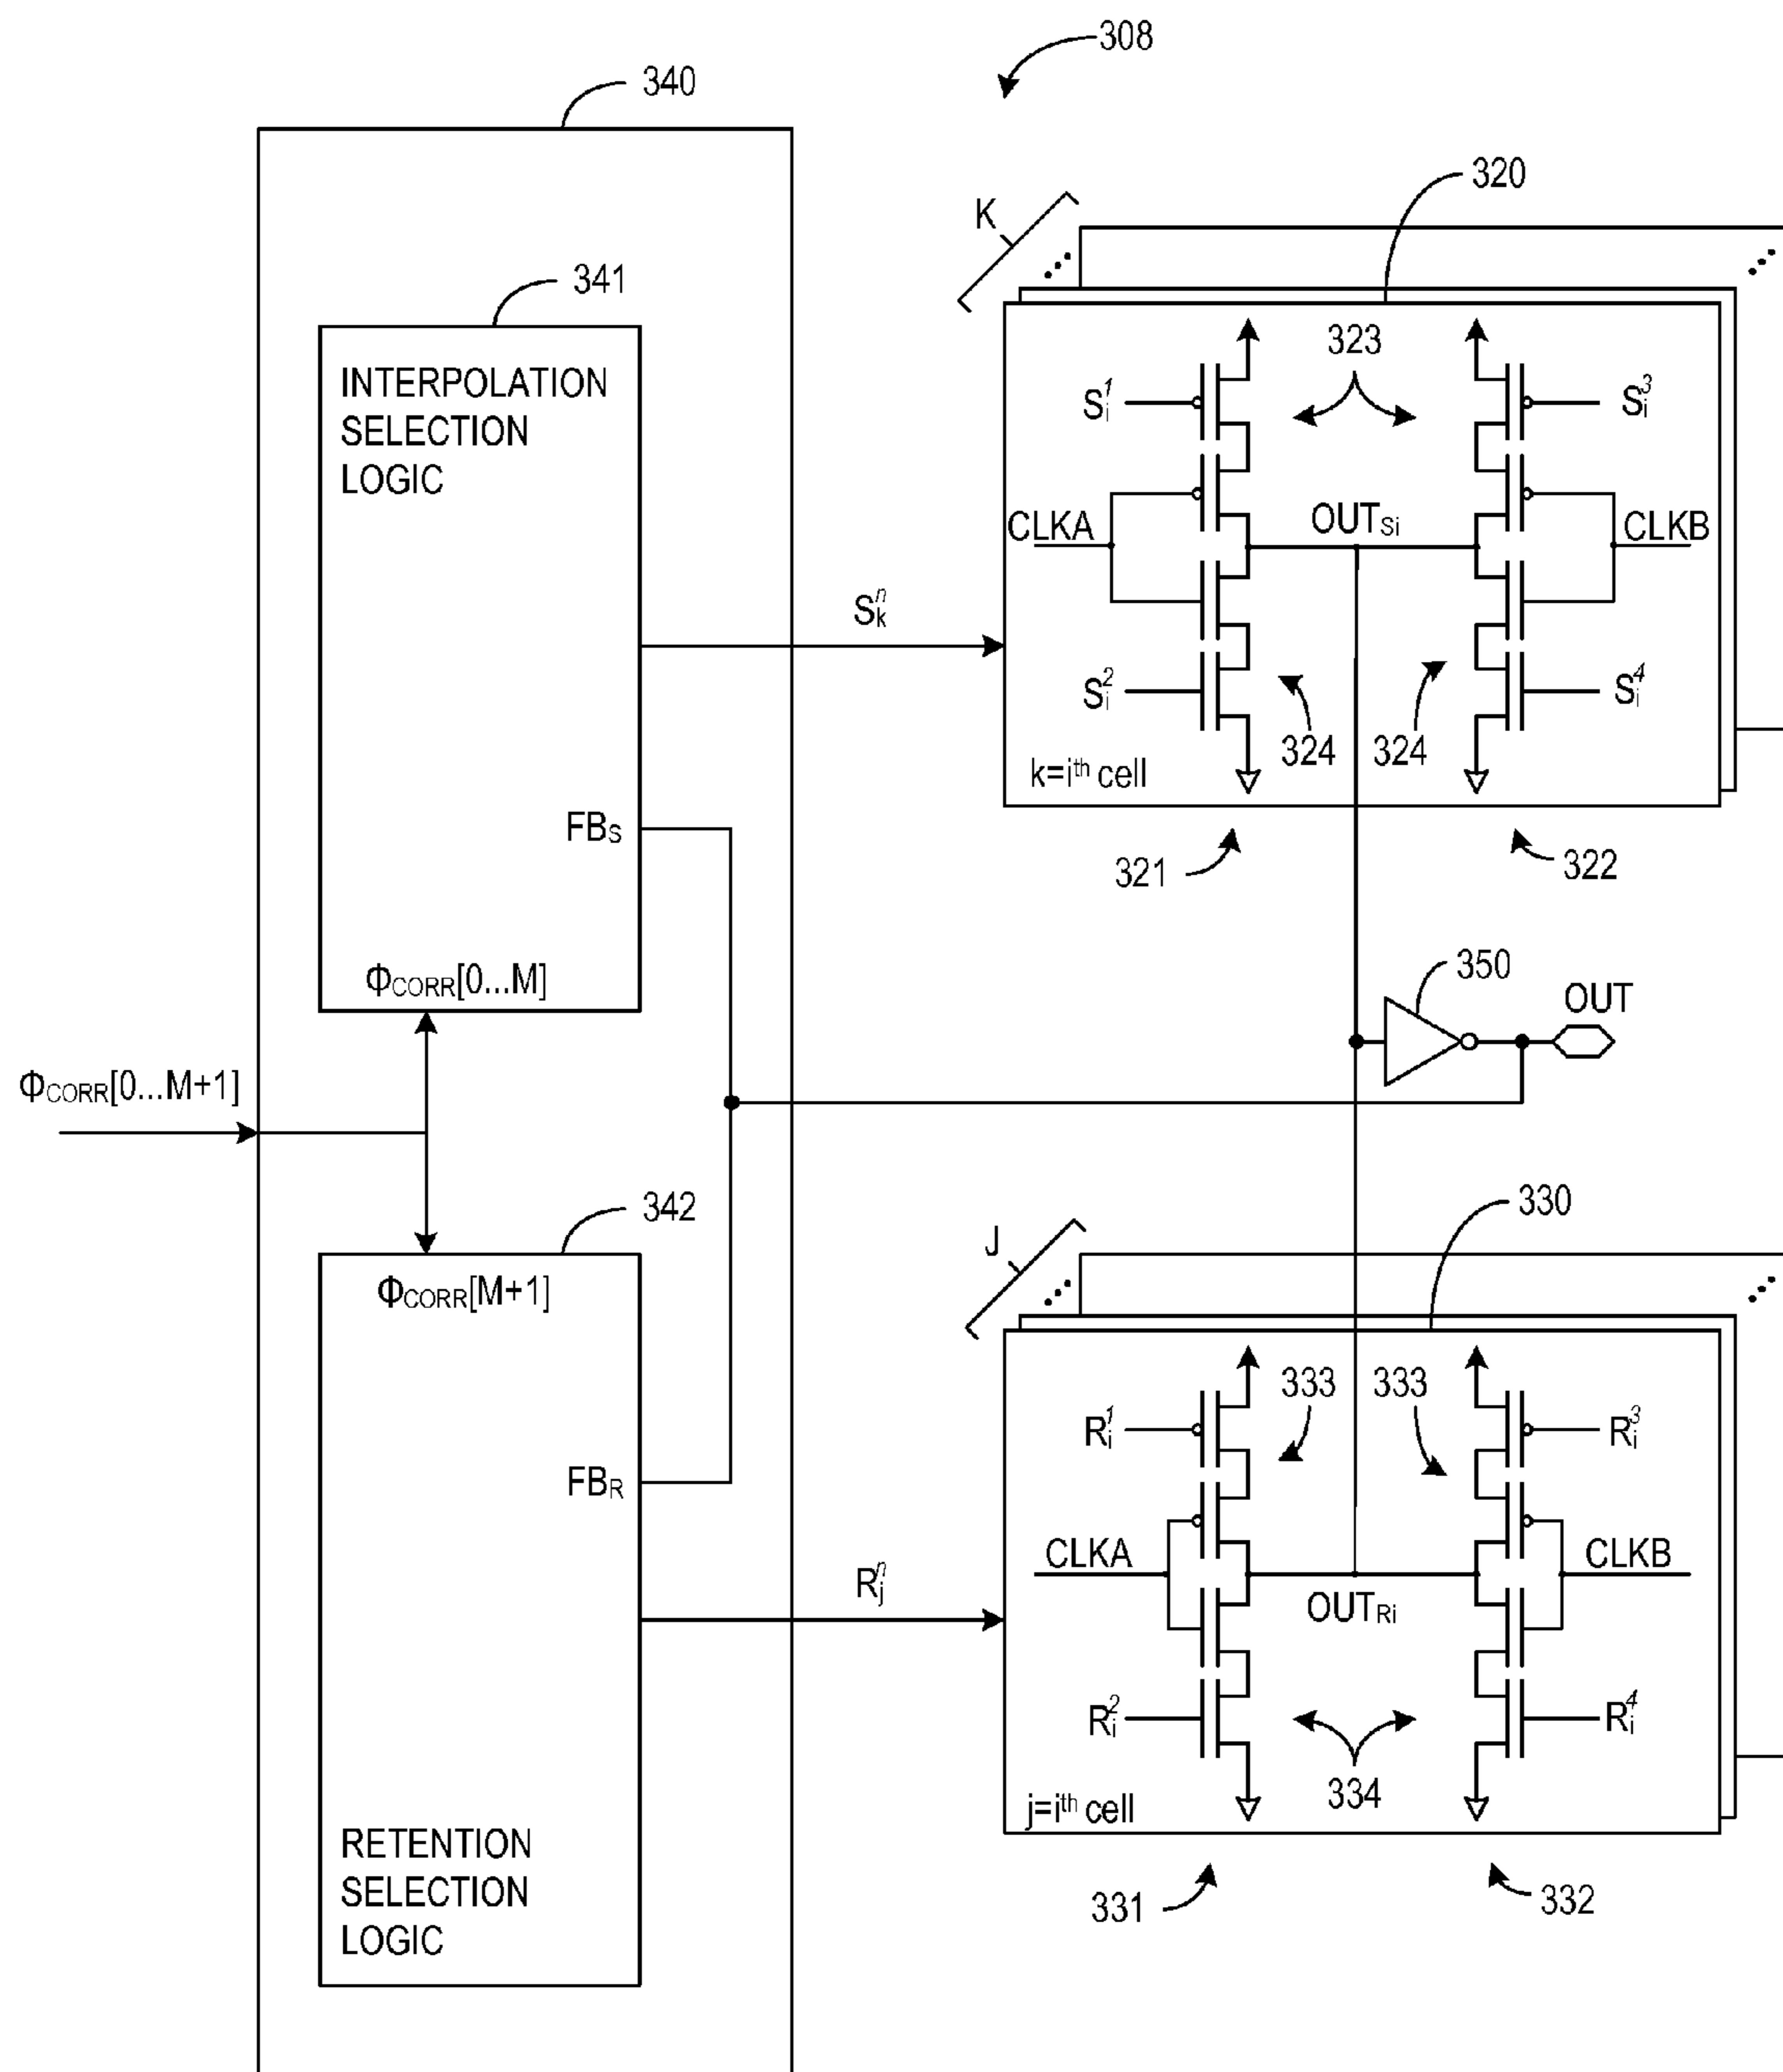 308
340
320
K
341
INTERPOLATION
SELECTION
LOGIC
323
S_i^1
S_i^3
CLKA
OUT_Si
CLKB
S_k^n
S_i^2
S_i^4
324
324
k=i^th cell
FB_S
321
322
Φ_CORR[0...M]
350
OUT
Φ_CORR[0...M+1]
342
330
J
Φ_CORR[M+1]
333
333
R_i^1
R_i^3
FB_R
CLKA
CLKB
R_j^n
OUT_Ri
R_i^2
R_i^4
334
j=i^th cell
RETENTION
SELECTION
LOGIC
331
332